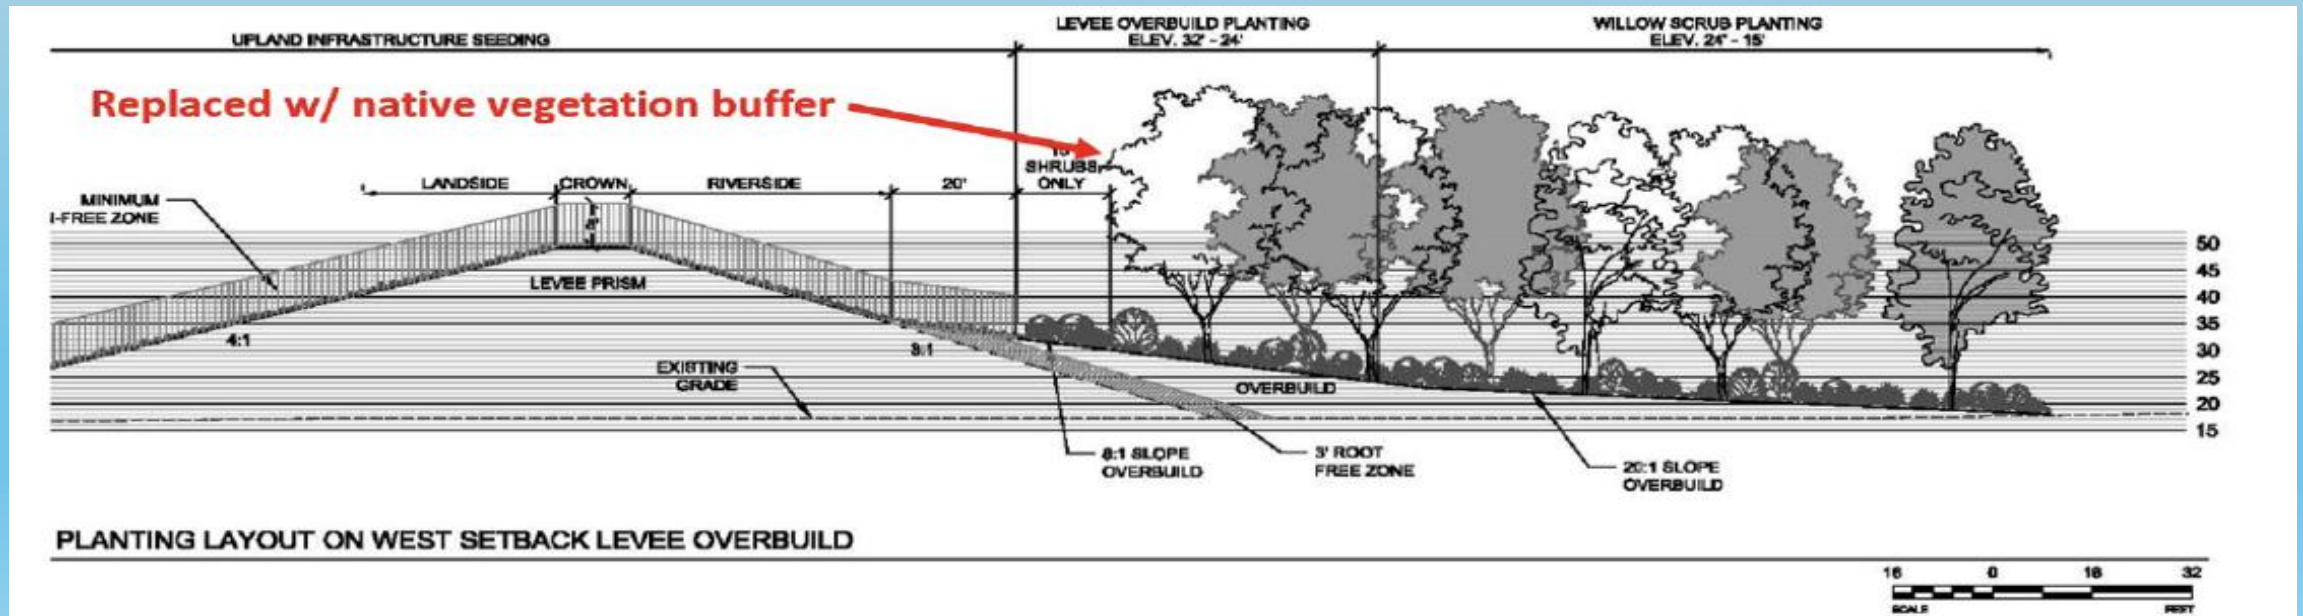 UPLAND INFRASTRUCTURE SEEDING
LEVEE OVERBUILD PLANTING
ELEV. 32' - 24'
WILLOW SCRUB PLANTING
ELEV. 24' - 15'
Replaced w/ native vegetation buffer
SHRUBS
ONLY
LANDSIDE
CROWN
RIVERSIDE
20'
MINIMUM
I-FREE ZONE
LEVEE PRISM
4:1
3:1
EXISTING
GRADE
OVERBUILD
50
45
40
35
30
25
20
15
8:1 SLOPE
OVERBUILD
3' ROOT
FREE ZONE
20:1 SLOPE
OVERBUILD
PLANTING LAYOUT ON WEST SETBACK LEVEE OVERBUILD
16 0 16 32
SCALE FEET